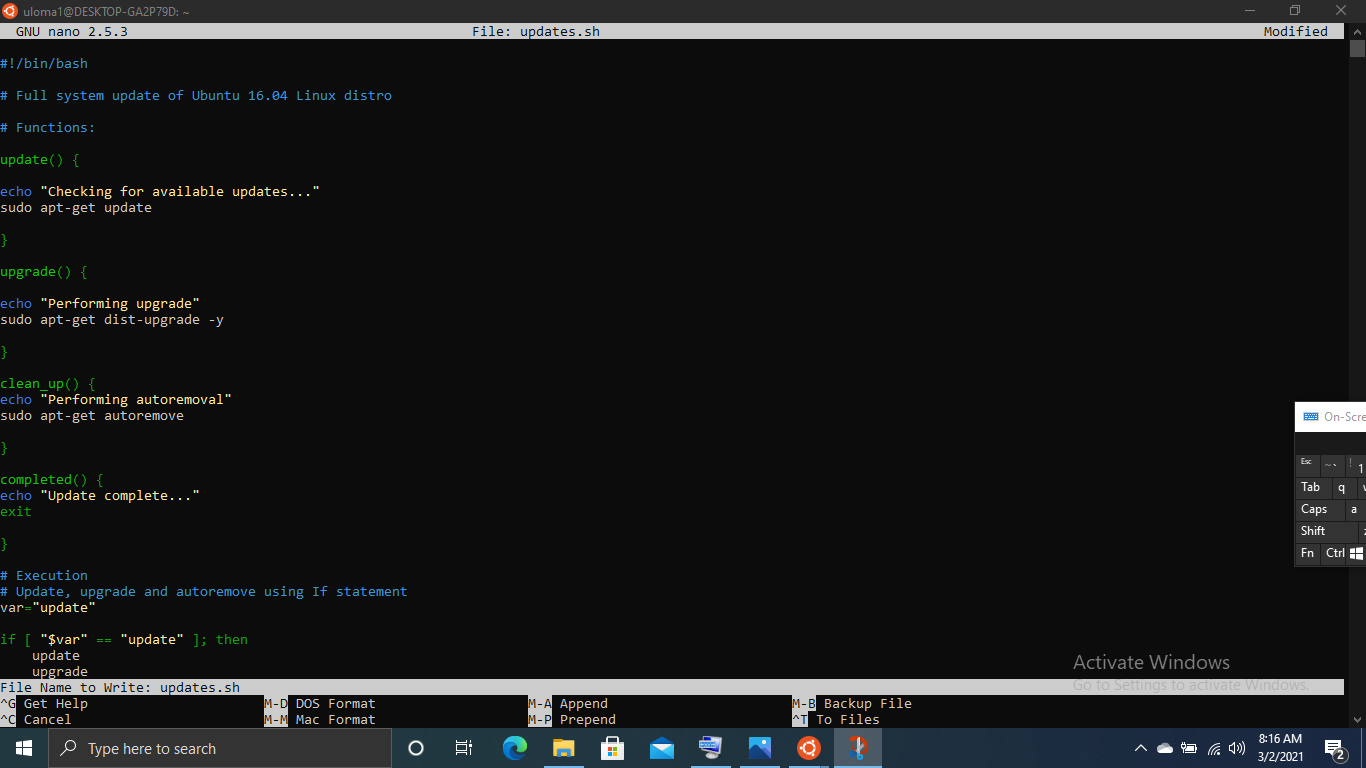 uloma1@DESKTOP-GA2P79D: ~
GNU nano 2.5.3 File: updates.sh Modified
#!/bin/bash
# Full system update of Ubuntu 16.04 Linux distro
# Functions:
update() {
echo "Checking for available updates..."
sudo apt-get update
}
upgrade() {
echo "Performing upgrade"
sudo apt-get dist-upgrade -y
}
clean_up() {
echo "Performing autoremoval"
sudo apt-get autoremove
}
completed() {
echo "Update complete..."
exit
}
# Execution
# Update, upgrade and autoremove using If statement
var="update"
if [ "$var" == "update" ]; then
update
upgrade
File Name to Write: updates.sh
^G Get Help M-D DOS Format M-A Append M-B Backup File
^C Cancel M-M Mac Format M-P Prepend ^T To Files
On-Scre
Esc ~ ` ! 1
Tab q
Caps a
Shift
Fn Ctrl
Activate Windows
Go to Settings to activate Windows.
Type here to search
8:16 AM
3/2/2021
2